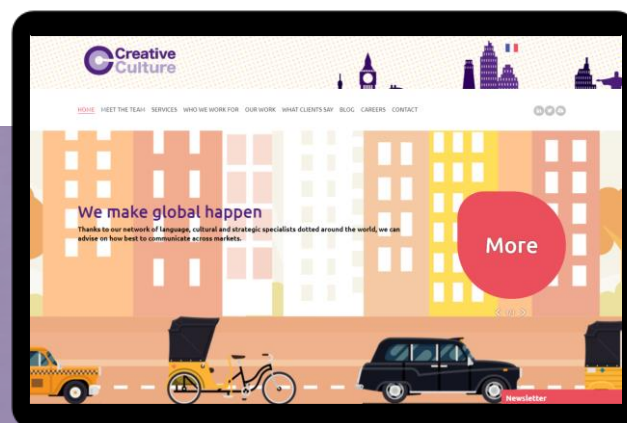 Creative
Culture
HOME MEET THE TEAM SERVICES WHO WE WORK FOR OUR WORK WHAT CLIENTS SAY BLOG CAREERS CONTACT
We make global happen
Thanks to our network of language, cultural and strategic specialists dotted around the world, we can
advise on how best to communicate across markets.
More
Newsletter